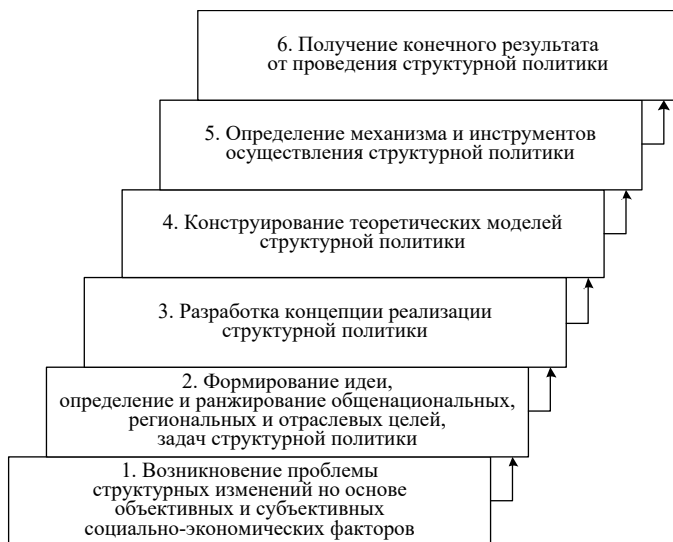 6. Получение конечного результата
от проведения структурной политики
5. Определение механизма и инструментов
осуществления структурной политики
4. Конструирование теоретических моделей
структурной политики
3. Разработка концепции реализации
структурной политики
2. Формирование идеи,
определение и ранжирование общенациональных,
региональных и отраслевых целей,
задач структурной политики
1. Возникновение проблемы
структурных изменений но основе
объективных и субъективных
социально-экономических факторов